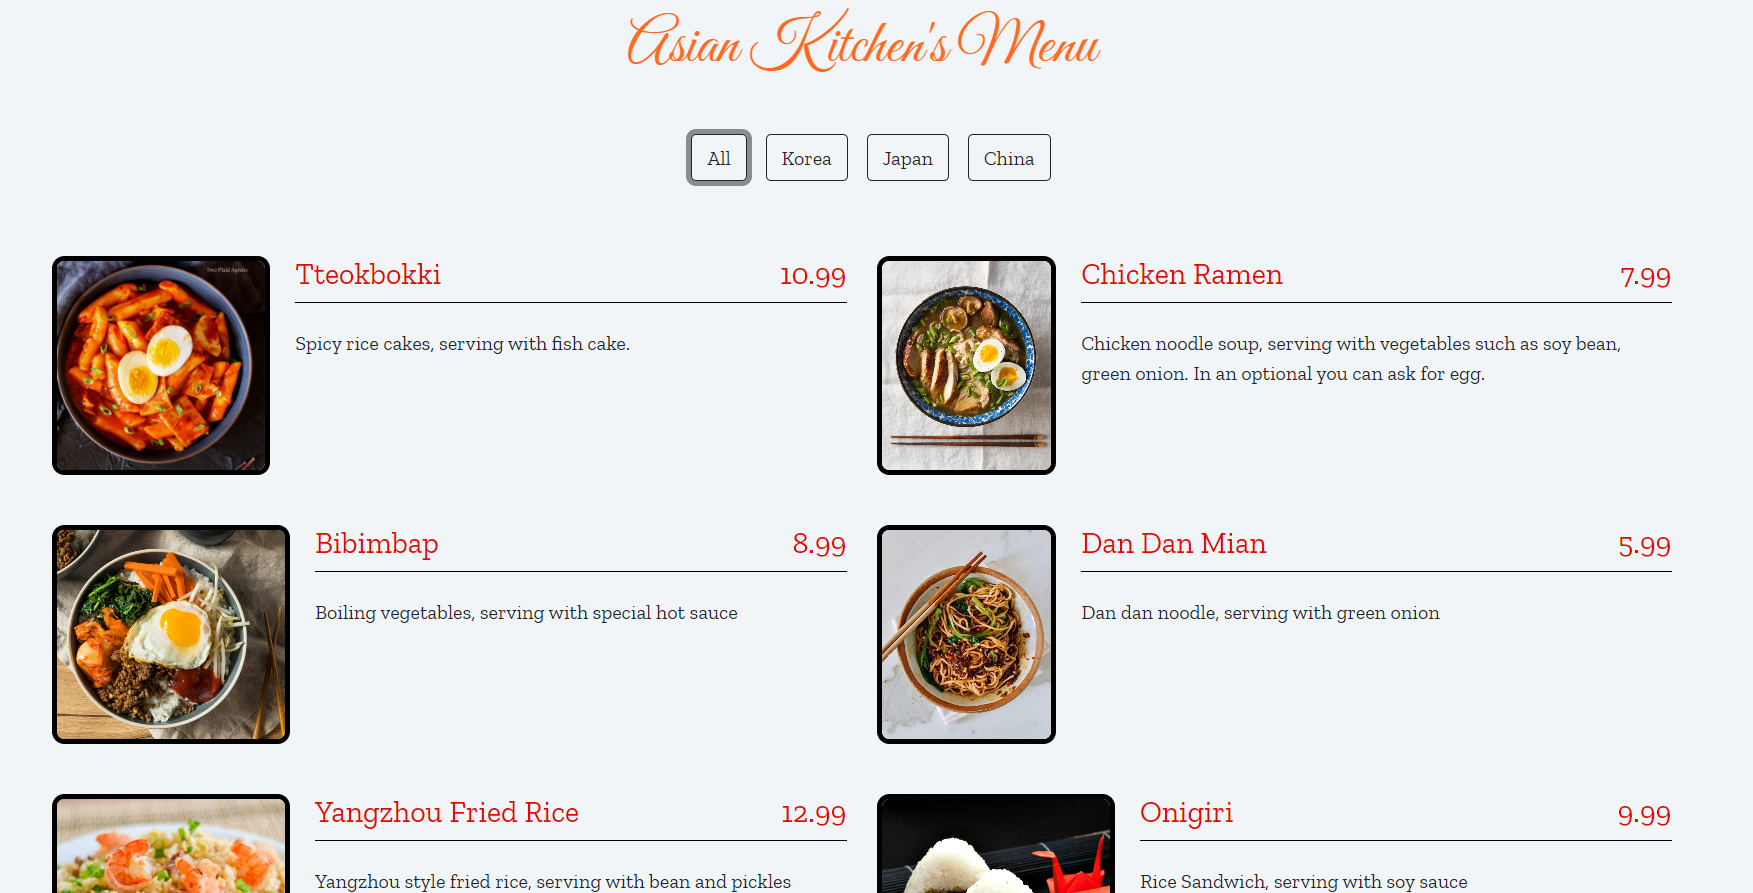 Asian Kitchen's Menu
All
Korea
Japan
China
Two Plaid Aprons
Tteokbokki
10.99
Spicy rice cakes, serving with fish cake.
Chicken Ramen
7.99
Chicken noodle soup, serving with vegetables such as soy bean,
green onion. In an optional you can ask for egg.
Bibimbap
8.99
Boiling vegetables, serving with special hot sauce
Dan Dan Mian
5.99
Dan dan noodle, serving with green onion
Yangzhou Fried Rice
12.99
Yangzhou style fried rice, serving with bean and pickles
Onigiri
9.99
Rice Sandwich, serving with soy sauce